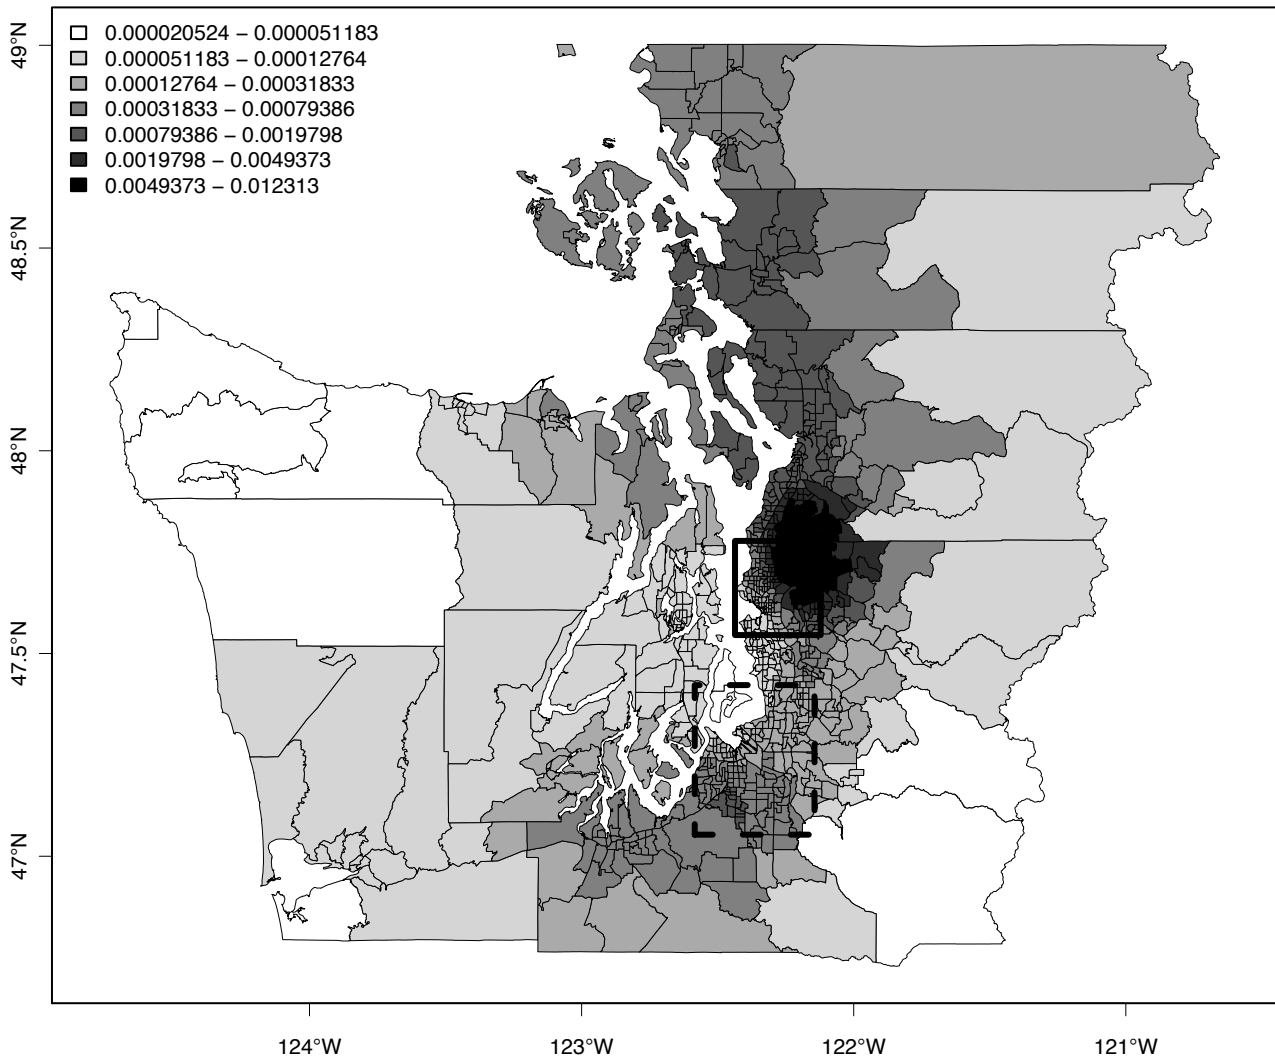 0.000020524 – 0.000051183
0.000051183 – 0.00012764
0.00012764 – 0.00031833
0.00031833 – 0.00079386
0.00079386 – 0.0019798
0.0019798 – 0.0049373
0.0049373 – 0.012313
49°N
48.5°N
48°N
47.5°N
47°N
124°W
123°W
122°W
121°W